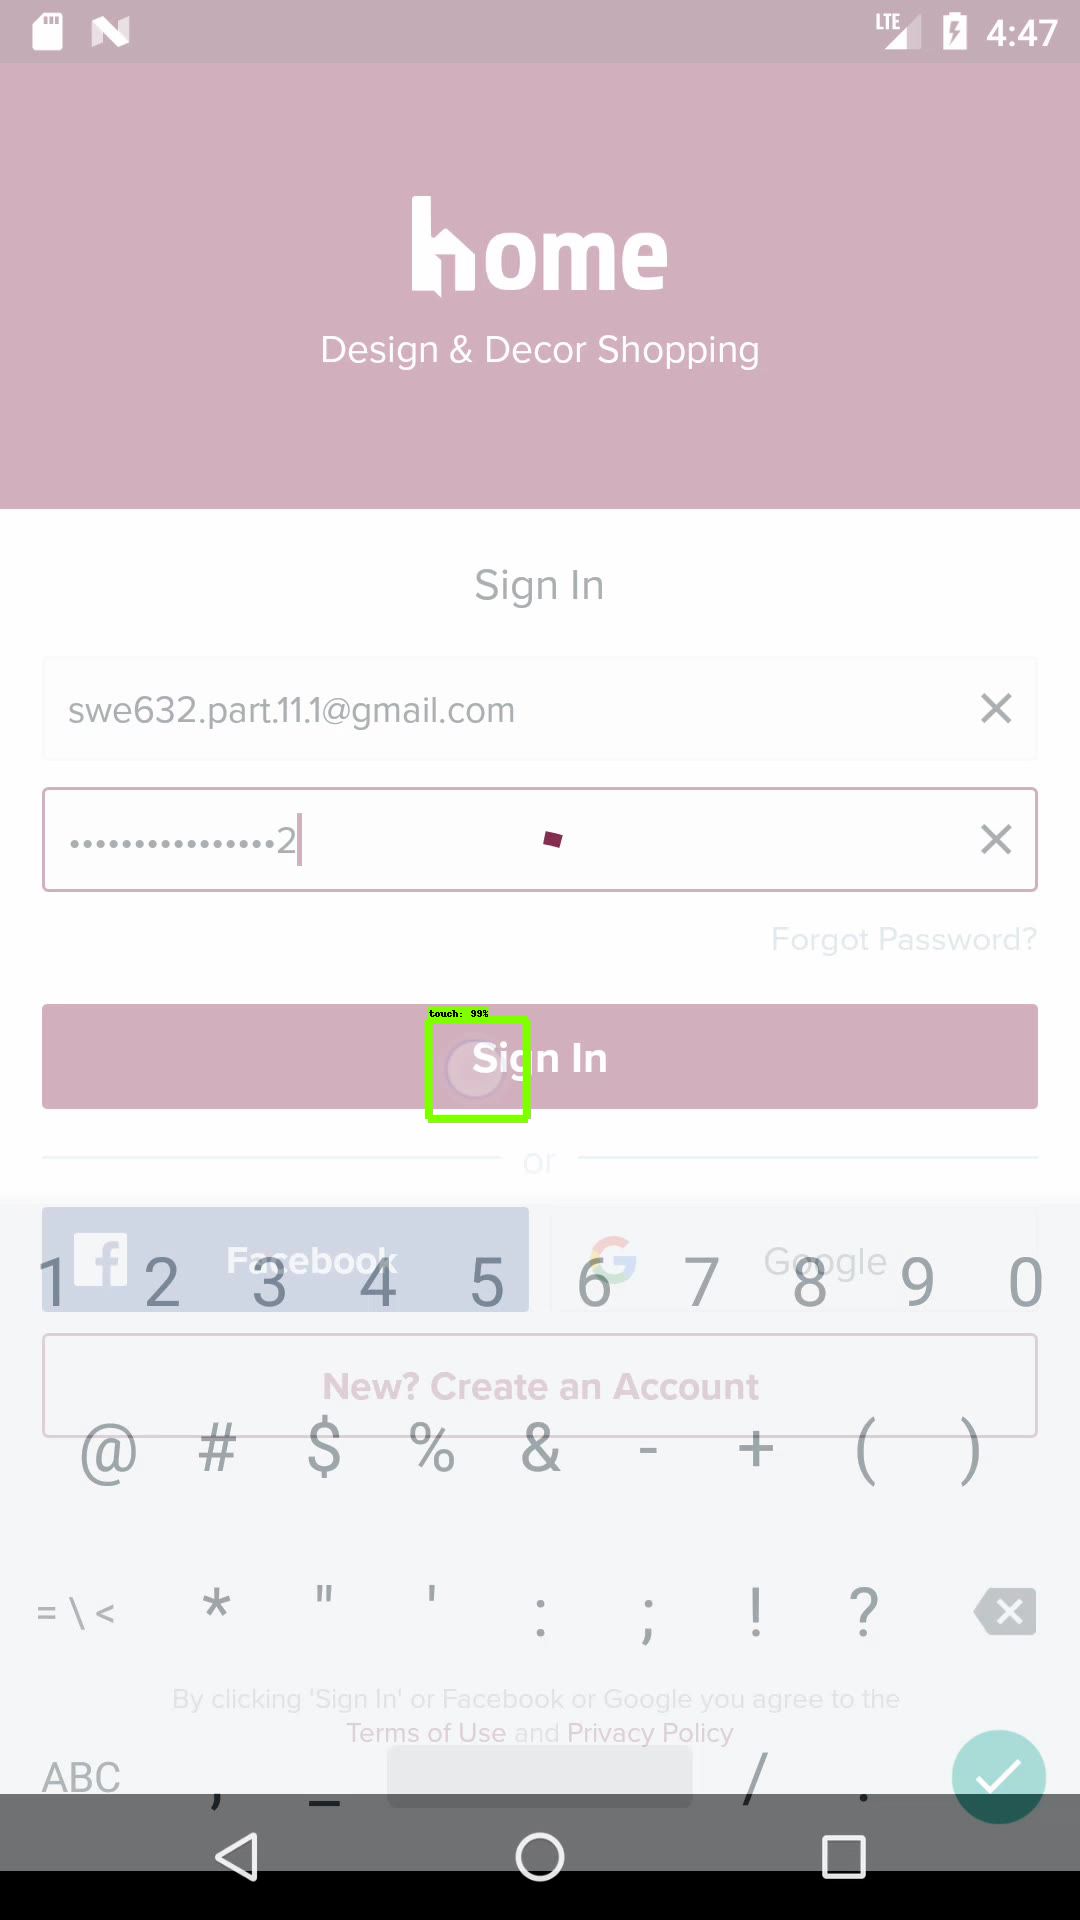 LTE 4:47
home
Design & Decor Shopping
Sign In
swe632.part.11.1@gmail.com
••••••••••••••••2
Forgot Password?
touch: 99%
Sign In
or
Facebook Google
1 2 3 4 5 6 7 8 9 0
New? Create an Account
@ # $ % & - + ( )
= \ < * " ' : ; ! ?
By clicking 'Sign In' or Facebook or Google you agree to the
Terms of Use and Privacy Policy
ABC , _ / .